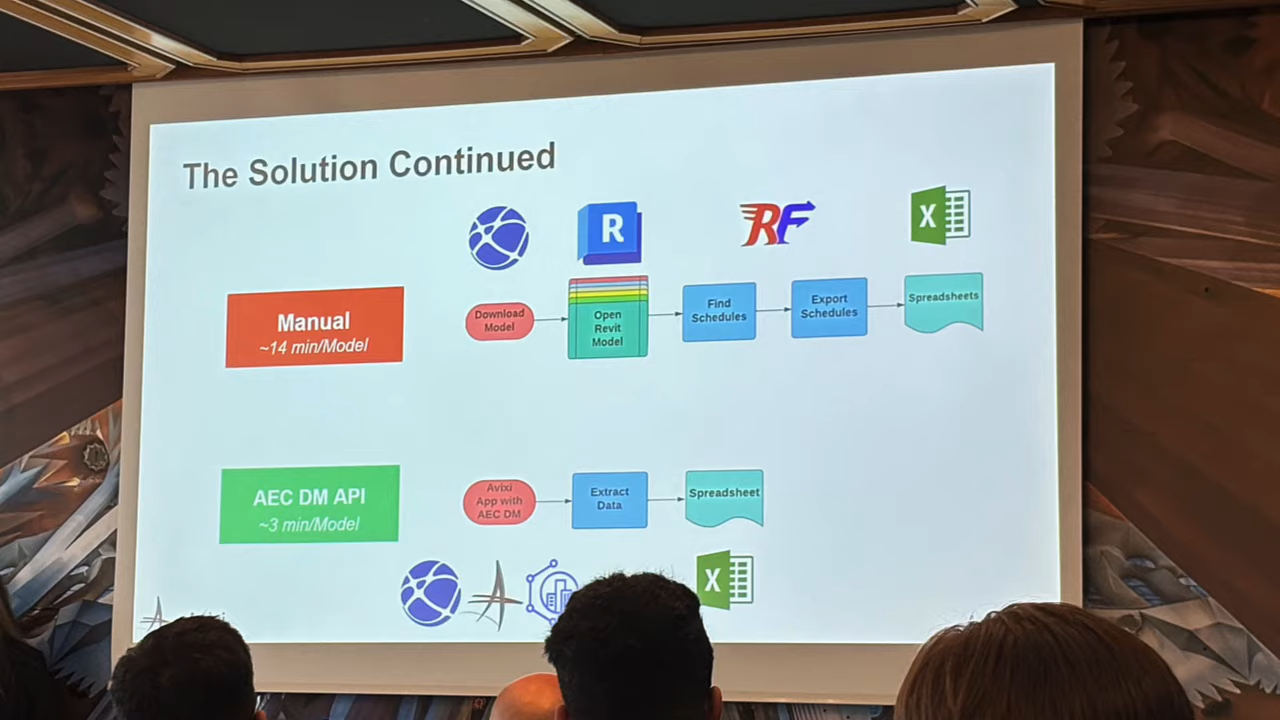 The Solution Continued
R
RF
X
Manual
~14 min/Model
Download
Model
Open
Revit
Model
Find
Schedules
Export
Schedules
Spreadsheets
AEC DM API
~3 min/Model
Avixi
App with
AEC DM
Extract
Data
Spreadsheet
X